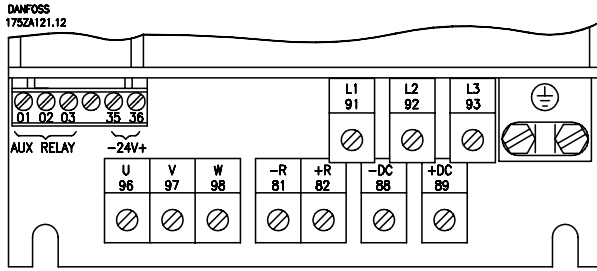 DANFOSS
175ZA121.12
L1 L2 L3
91 92 93
01 02 03 35 36
AUX RELAY -24V+
U V W -R +R -DC +DC
96 97 98 81 82 88 89